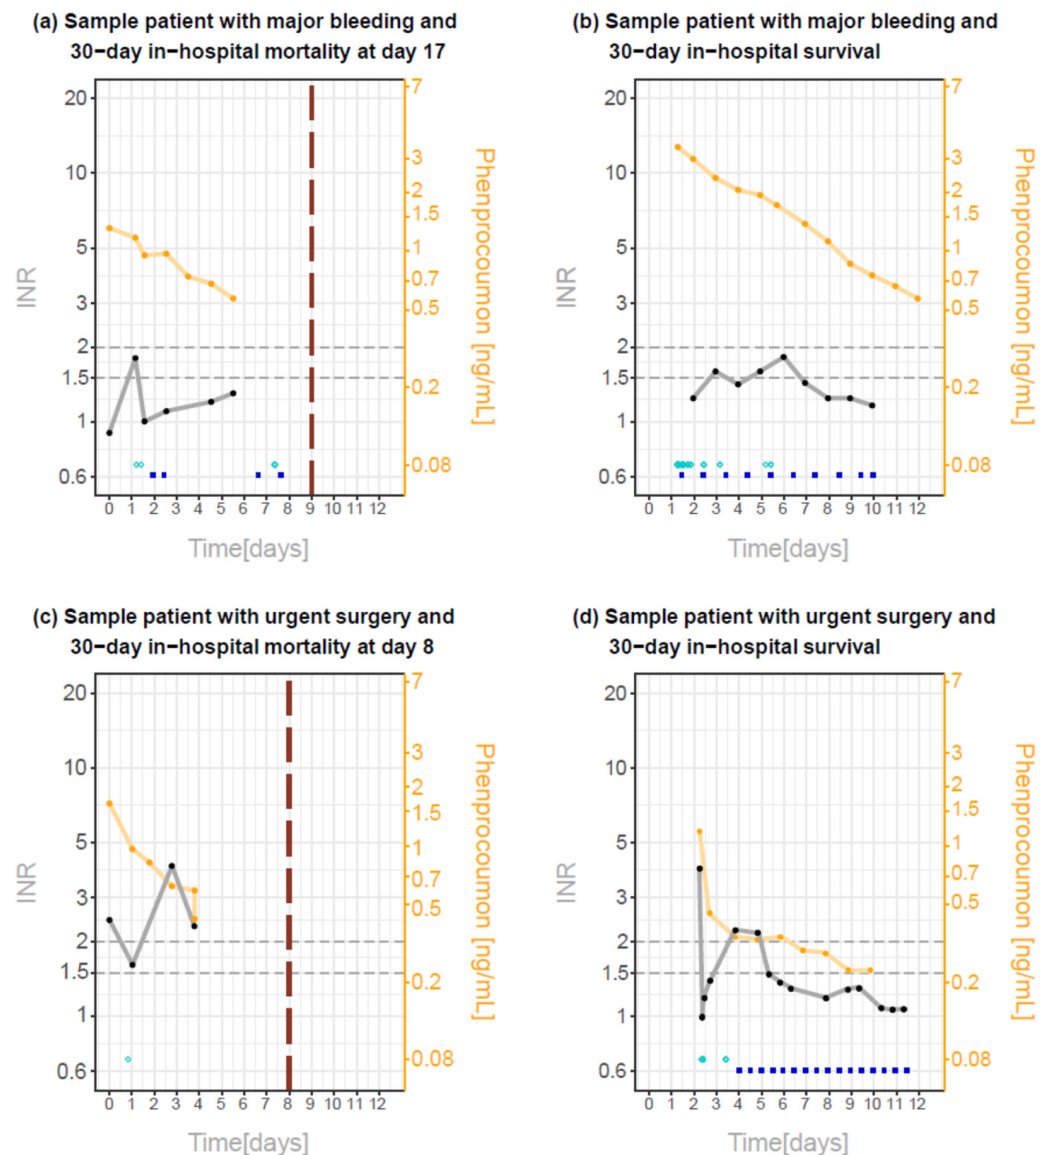 (a) Sample patient with major bleeding and
30−day in−hospital mortality at day 17
20
10
5
3
2
1.5
1
0.6
INR
7
3
2
1.5
1
0.7
0.5
0.2
0.08
Phenprocoumon [ng/mL]
0 1 2 3 4 5 6 7 8 9 10 11 12
Time[days]
(b) Sample patient with major bleeding and
30−day in−hospital survival
20
10
5
3
2
1.5
1
0.6
INR
7
3
2
1.5
1
0.7
0.5
0.2
0.08
Phenprocoumon [ng/mL]
0 1 2 3 4 5 6 7 8 9 10 11 12
Time[days]
(c) Sample patient with urgent surgery and
30−day in−hospital mortality at day 8
20
10
5
3
2
1.5
1
0.6
INR
7
3
2
1.5
1
0.7
0.5
0.2
0.08
Phenprocoumon [ng/mL]
0 1 2 3 4 5 6 7 8 9 10 11 12
Time[days]
(d) Sample patient with urgent surgery and
30−day in−hospital survival
20
10
5
3
2
1.5
1
0.6
INR
7
3
2
1.5
1
0.7
0.5
0.2
0.08
Phenprocoumon [ng/mL]
0 1 2 3 4 5 6 7 8 9 10 11 12
Time[days]